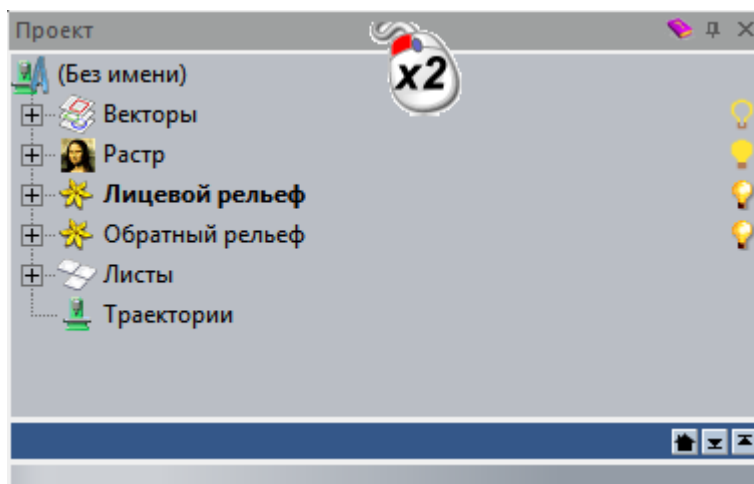 Проект
x2
(Без имени)
Векторы
Растр
Лицевой рельеф
Обратный рельеф
Листы
Траектории